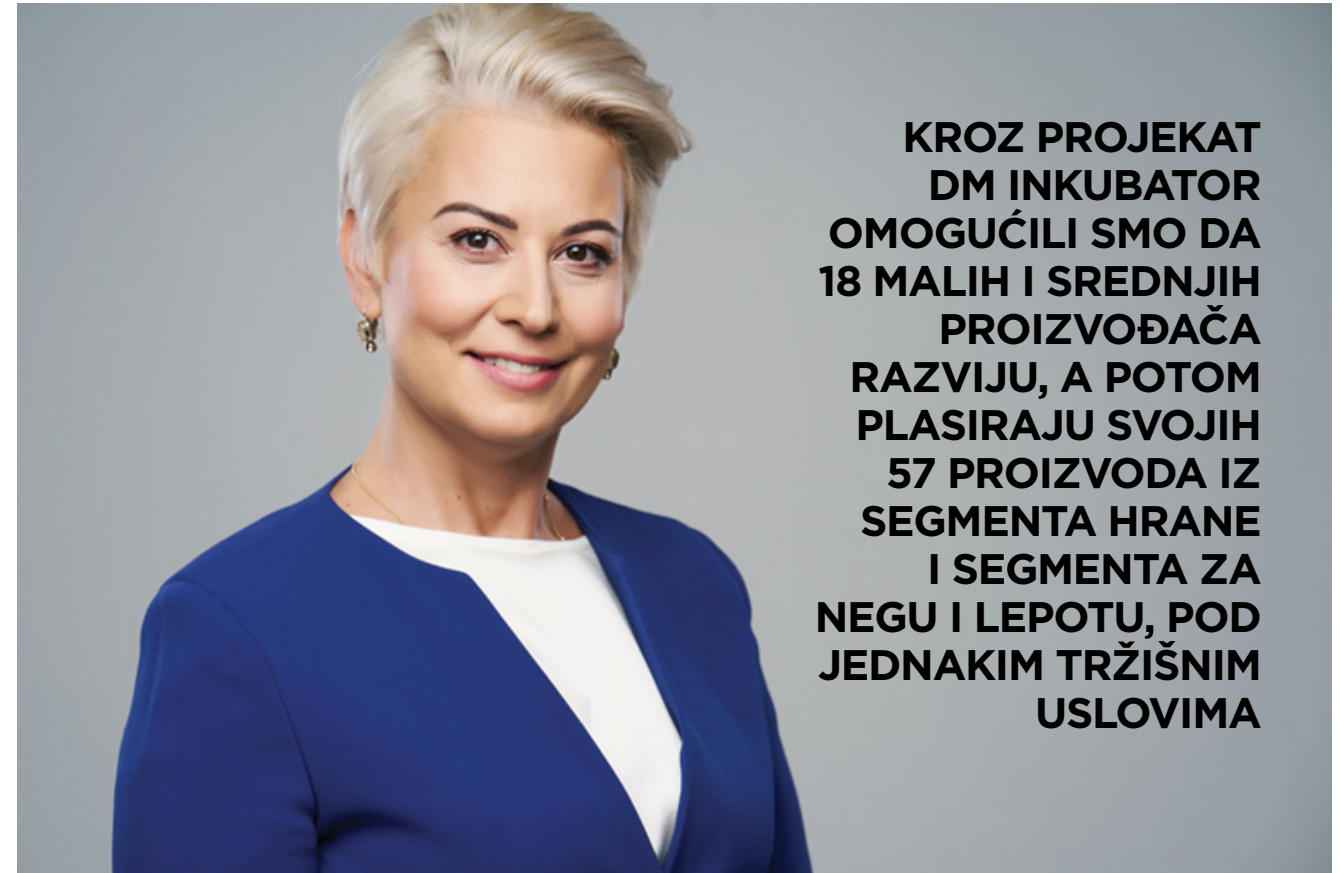 KROZ PROJEKAT
DM INKUBATOR
OMOGUĆILI SMO DA
18 MALIH I SREDNJIH
PROIZVOĐAČA
RAZVIJU, A POTOM
PLASIRAJU SVOJIH
57 PROIZVODA IZ
SEGMENTA HRANE
I SEGMENTA ZA
NEGU I LEPOTU, POD
JEDNAKIM TRŽIŠNIM
USLOVIMA